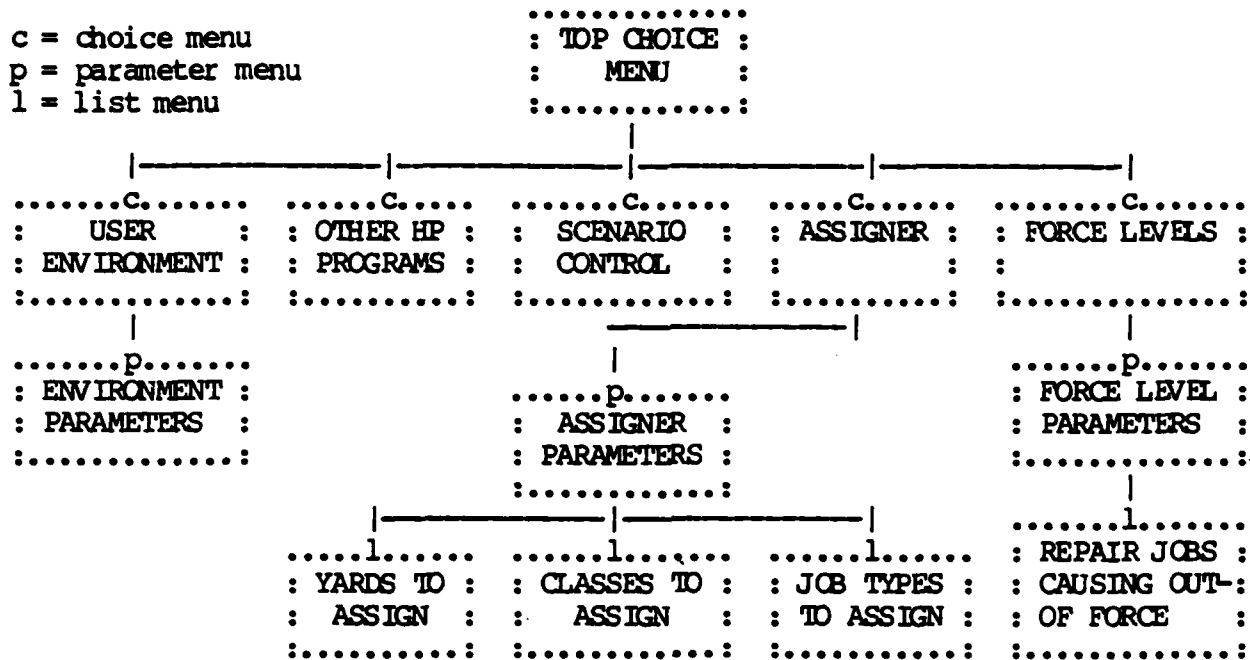 c = choice menu
p = parameter menu
l = list menu
TOP CHOICE
MENU
c
USER
ENVIRONMENT
c
OTHER HP
PROGRAMS
c
SCENARIO
CONTROL
c
ASSIGNER
c
FORCE LEVELS
p
ENVIRONMENT
PARAMETERS
p
ASSIGNER
PARAMETERS
p
FORCE LEVEL
PARAMETERS
l
YARDS TO
ASSIGN
l
CLASSES TO
ASSIGN
l
JOB TYPES
TO ASSIGN
l
REPAIR JOBS
CAUSING OUT-
OF FORCE